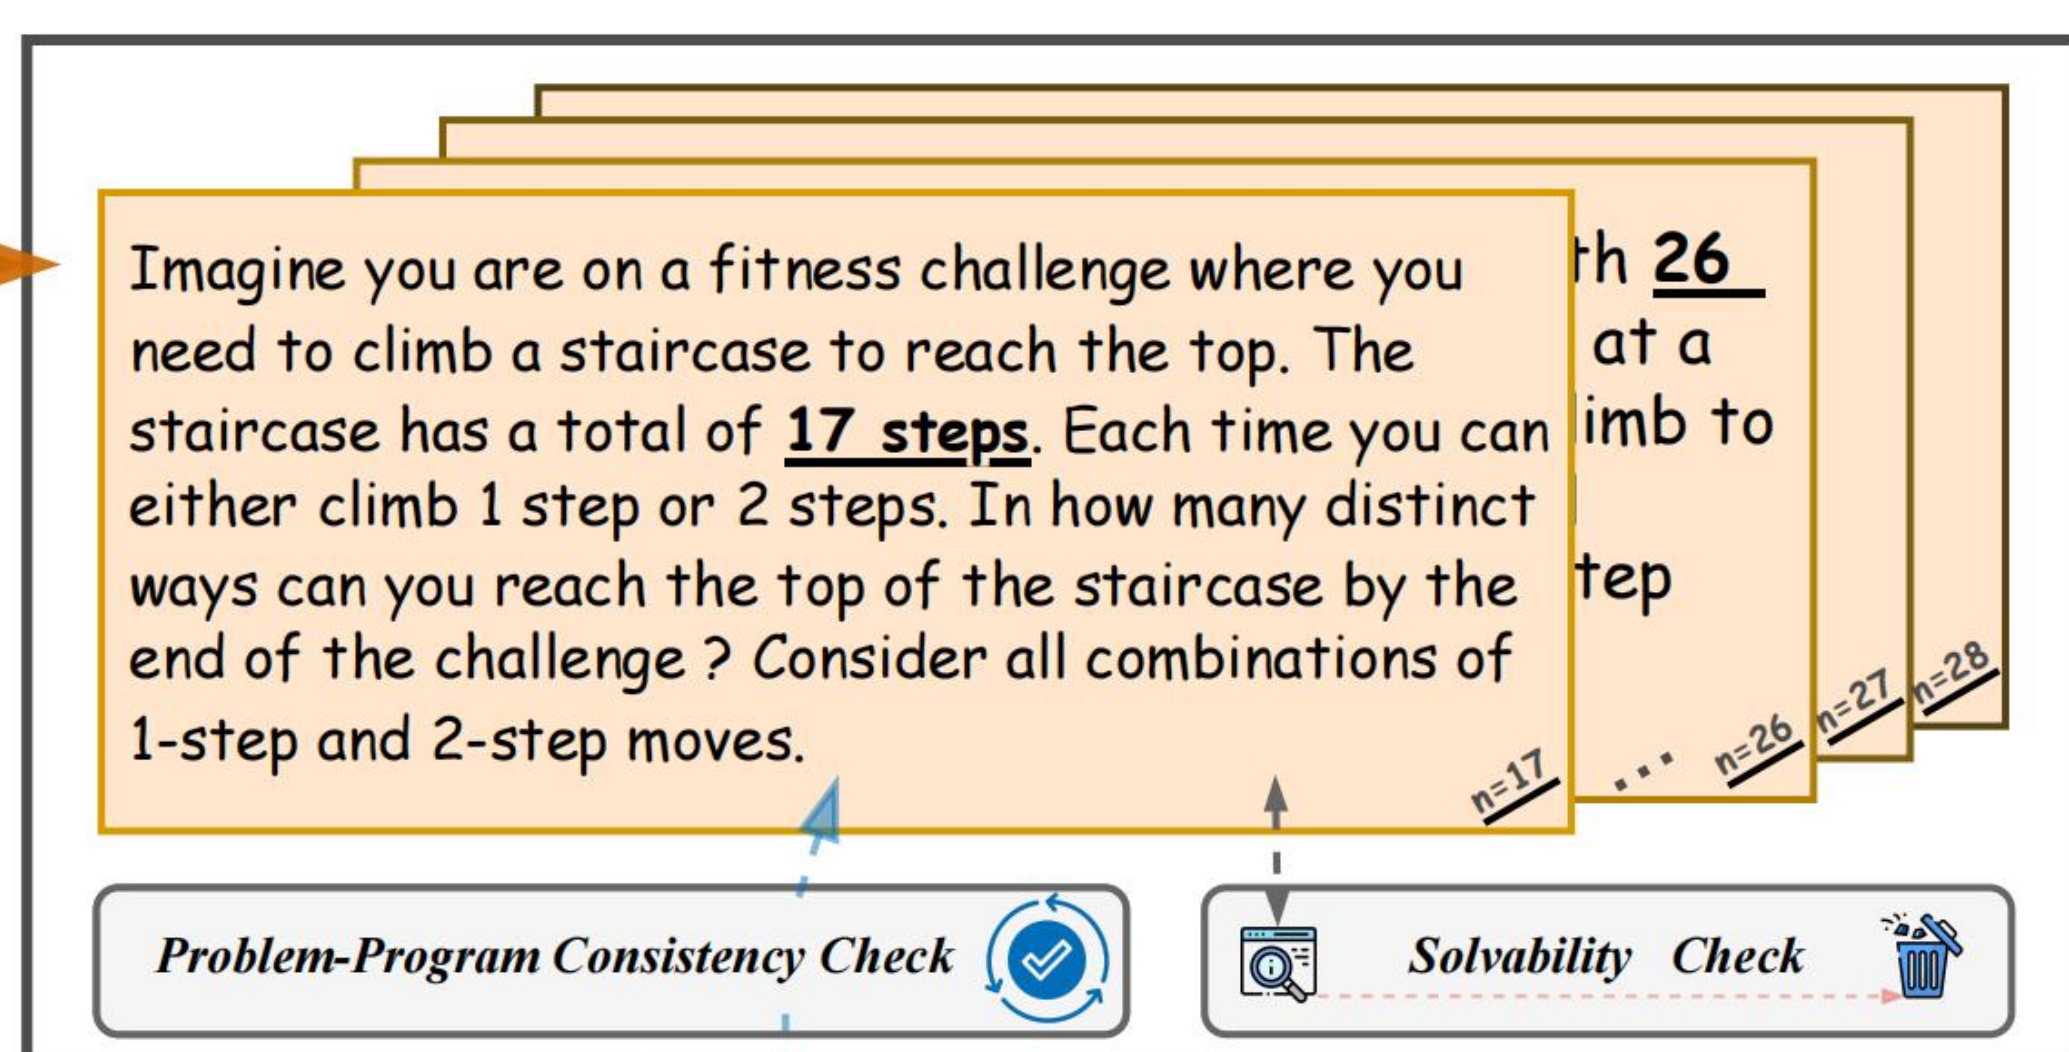 Imagine you are on a fitness challenge where you
need to climb a staircase to reach the top. The
staircase has a total of 17 steps. Each time you can
either climb 1 step or 2 steps. In how many distinct
ways can you reach the top of the staircase by the
end of the challenge ? Consider all combinations of
1-step and 2-step moves.
n=17
th 26
at a
limb to
tep
...
n=26
n=27
n=28
Problem-Program Consistency Check
Solvability Check